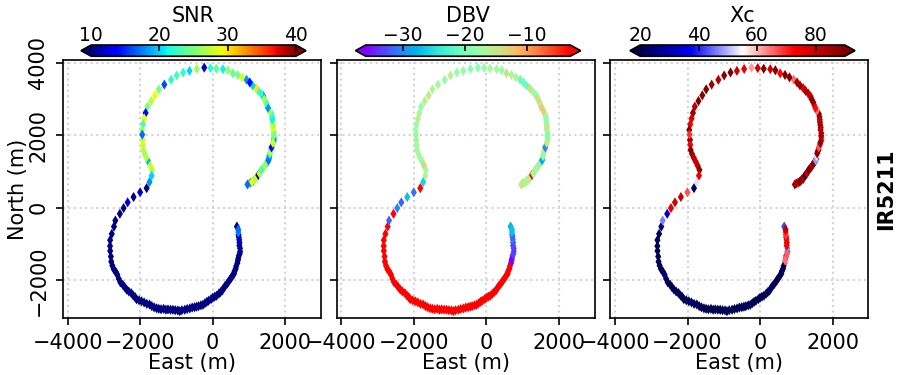 SNR DBV Xc
10 20 30 40 −30 −20 −10 20 40 60 80
4000
2000
0
−2000
North (m)
IR5211
−4000 −2000 0 2000 −4000 −2000 0 2000 −4000 −2000 0 2000
East (m) East (m) East (m)